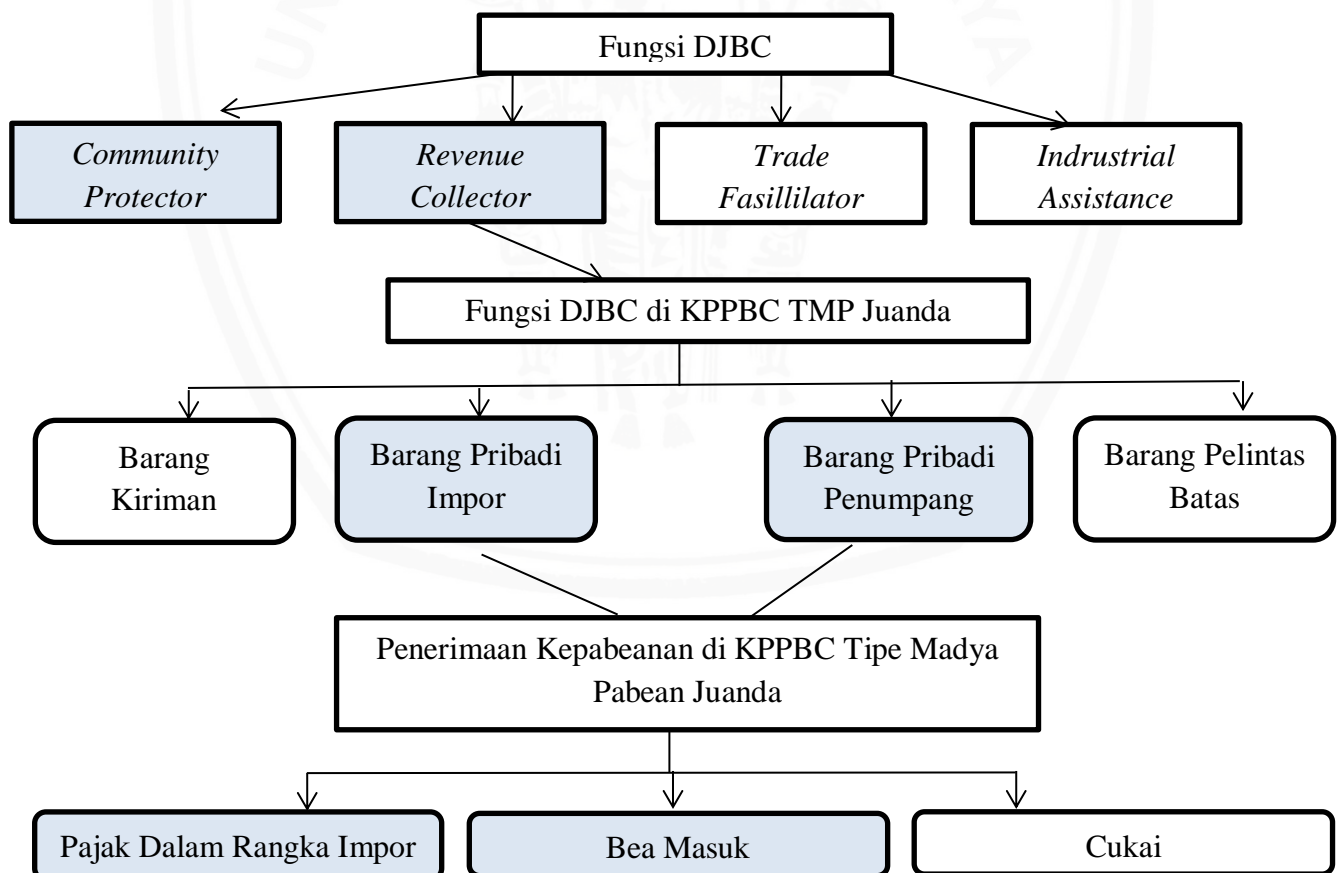 Fungsi DJBC
Community
Protector
Revenue
Collector
Trade
Fasillilator
Indrustrial
Assistance
Fungsi DJBC di KPPBC TMP Juanda
Barang
Kiriman
Barang Pribadi
Impor
Barang Pribadi
Penumpang
Barang Pelintas
Batas
Penerimaan Kepabeanan di KPPBC Tipe Madya
Pabean Juanda
Pajak Dalam Rangka Impor
Bea Masuk
Cukai